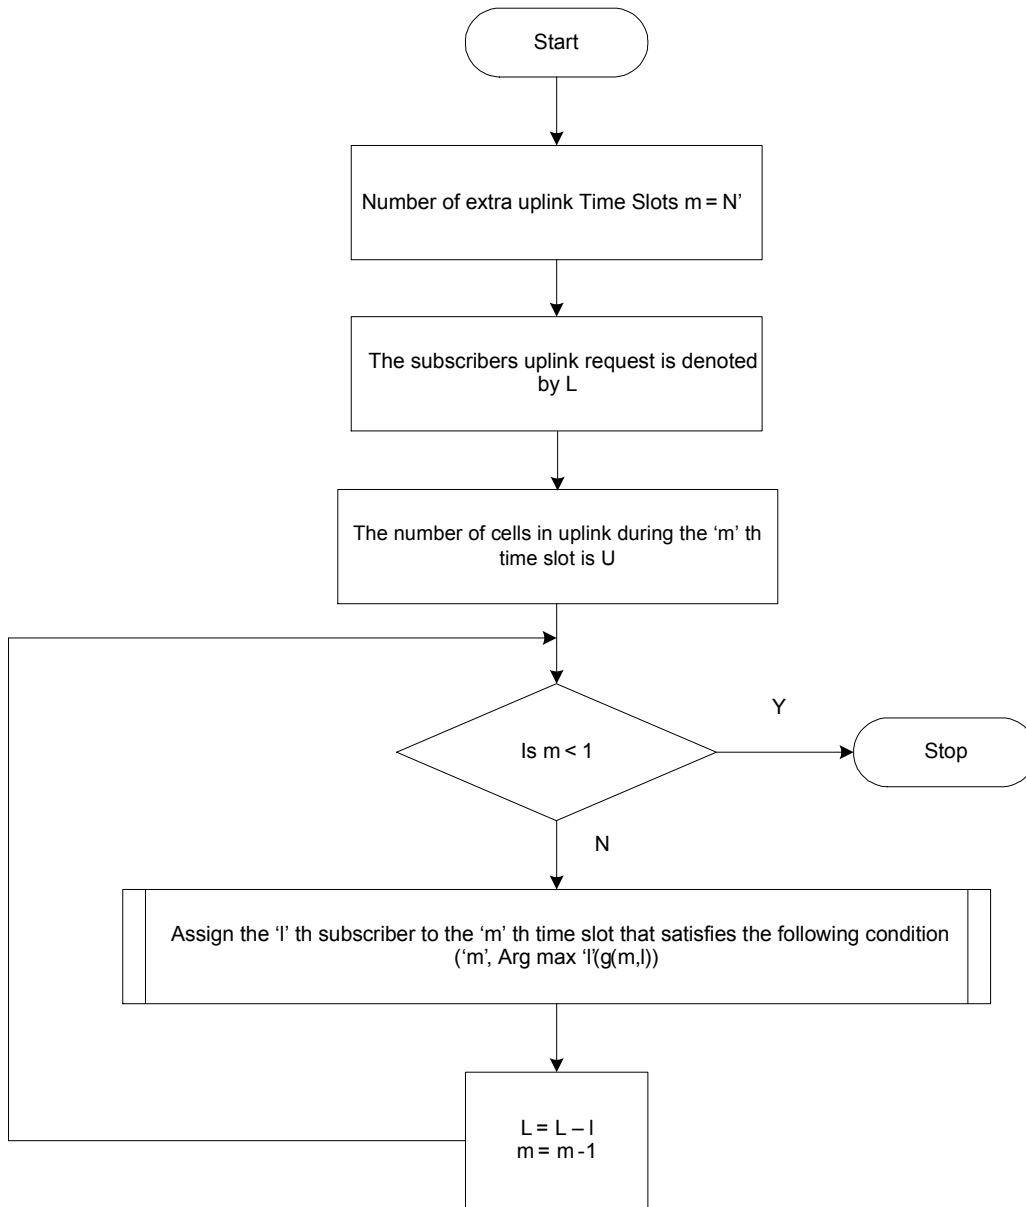 Start
Number of extra uplink Time Slots m = N’
The subscribers uplink request is denoted
by L
The number of cells in uplink during the ‘m’ th
time slot is U
Is m < 1
Y
Stop
N
Assign the ‘l’ th subscriber to the ‘m’ th time slot that satisfies the following condition
(‘m’, Arg max ‘l’(g(m,l))
L = L – l
m = m -1